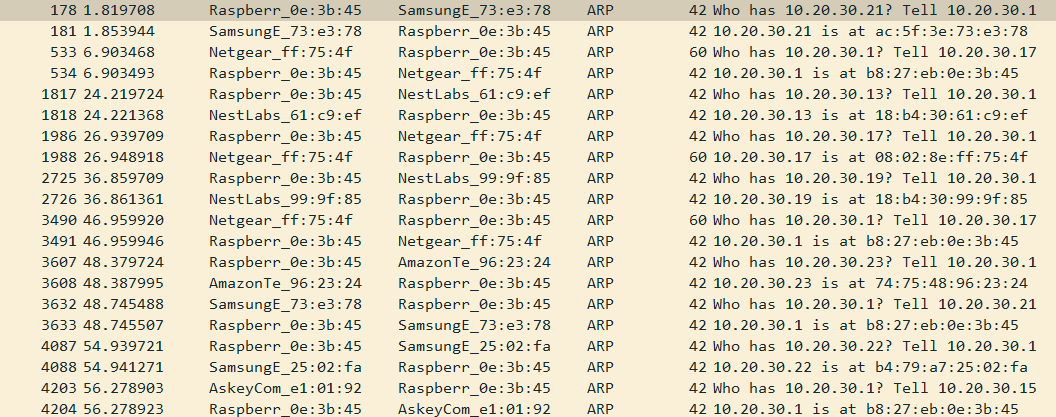 178 1.819708 Raspberr_0e:3b:45 SamsungE_73:e3:78 ARP 42 Who has 10.20.30.21? Tell 10.20.30.1
181 1.853944 SamsungE_73:e3:78 Raspberr_0e:3b:45 ARP 42 10.20.30.21 is at ac:5f:3e:73:e3:78
533 6.903468 Netgear_ff:75:4f Raspberr_0e:3b:45 ARP 60 Who has 10.20.30.1? Tell 10.20.30.17
534 6.903493 Raspberr_0e:3b:45 Netgear_ff:75:4f ARP 42 10.20.30.1 is at b8:27:eb:0e:3b:45
1817 24.219724 Raspberr_0e:3b:45 NestLabs_61:c9:ef ARP 42 Who has 10.20.30.13? Tell 10.20.30.1
1818 24.221368 NestLabs_61:c9:ef Raspberr_0e:3b:45 ARP 42 10.20.30.13 is at 18:b4:30:61:c9:ef
1986 26.939709 Raspberr_0e:3b:45 Netgear_ff:75:4f ARP 42 Who has 10.20.30.17? Tell 10.20.30.1
1988 26.948918 Netgear_ff:75:4f Raspberr_0e:3b:45 ARP 60 10.20.30.17 is at 08:02:8e:ff:75:4f
2725 36.859709 Raspberr_0e:3b:45 NestLabs_99:9f:85 ARP 42 Who has 10.20.30.19? Tell 10.20.30.1
2726 36.861361 NestLabs_99:9f:85 Raspberr_0e:3b:45 ARP 42 10.20.30.19 is at 18:b4:30:99:9f:85
3490 46.959920 Netgear_ff:75:4f Raspberr_0e:3b:45 ARP 60 Who has 10.20.30.1? Tell 10.20.30.17
3491 46.959946 Raspberr_0e:3b:45 Netgear_ff:75:4f ARP 42 10.20.30.1 is at b8:27:eb:0e:3b:45
3607 48.379724 Raspberr_0e:3b:45 AmazonTe_96:23:24 ARP 42 Who has 10.20.30.23? Tell 10.20.30.1
3608 48.387995 AmazonTe_96:23:24 Raspberr_0e:3b:45 ARP 42 10.20.30.23 is at 74:75:48:96:23:24
3632 48.745488 SamsungE_73:e3:78 Raspberr_0e:3b:45 ARP 42 Who has 10.20.30.1? Tell 10.20.30.21
3633 48.745507 Raspberr_0e:3b:45 SamsungE_73:e3:78 ARP 42 10.20.30.1 is at b8:27:eb:0e:3b:45
4087 54.939721 Raspberr_0e:3b:45 SamsungE_25:02:fa ARP 42 Who has 10.20.30.22? Tell 10.20.30.1
4088 54.941271 SamsungE_25:02:fa Raspberr_0e:3b:45 ARP 42 10.20.30.22 is at b4:79:a7:25:02:fa
4203 56.278903 AskeyCom_e1:01:92 Raspberr_0e:3b:45 ARP 42 Who has 10.20.30.1? Tell 10.20.30.15
4204 56.278923 Raspberr_0e:3b:45 AskeyCom_e1:01:92 ARP 42 10.20.30.1 is at b8:27:eb:0e:3b:45